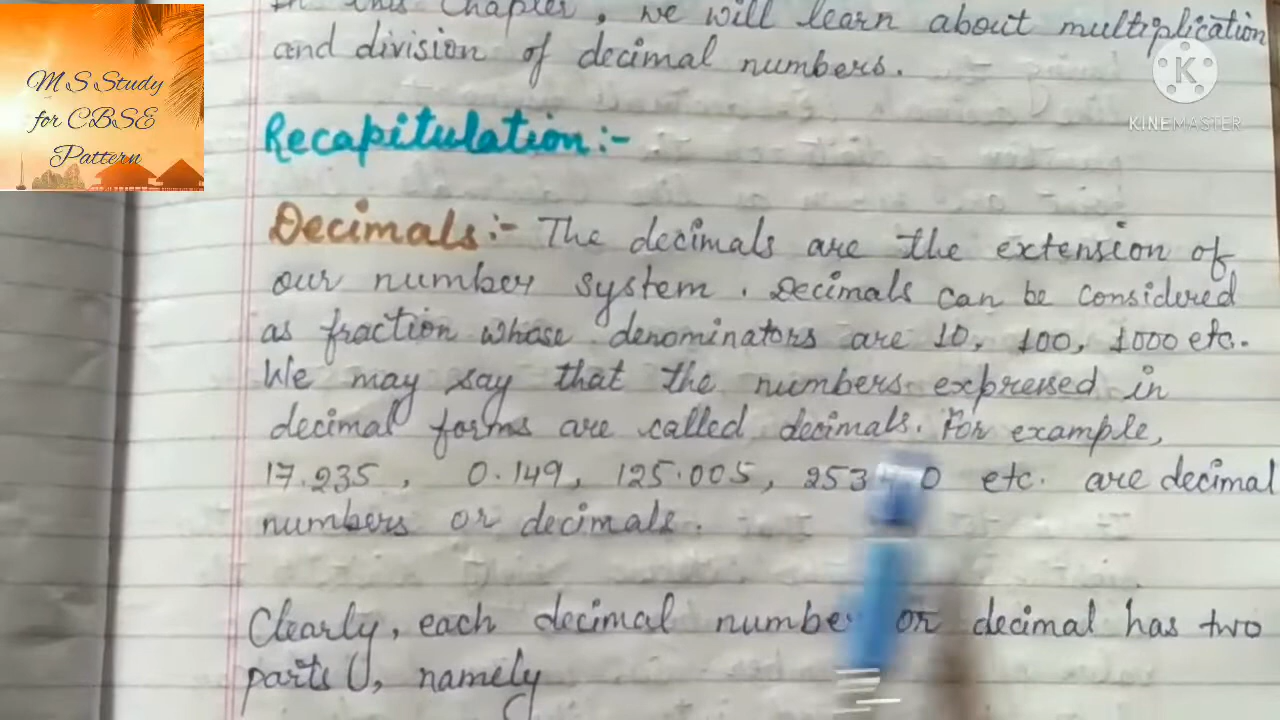 M S Study
for CBSE
Pattern
KINEMASTER
In this Chapter, we will learn about multiplication
and division of decimal numbers.
Recapitulation:-
Decimals:- The decimals are the extension of
our number system. Decimals can be considered
as fraction whose denominators are 10, 100, 1000 etc.
We may say that the numbers expressed in
decimal forms are called decimals. For example,
17.235, 0.149, 125.005, 253 0 etc. are decimal
numbers or decimals.
Clearly, each decimal number or decimal has two
parts, namely